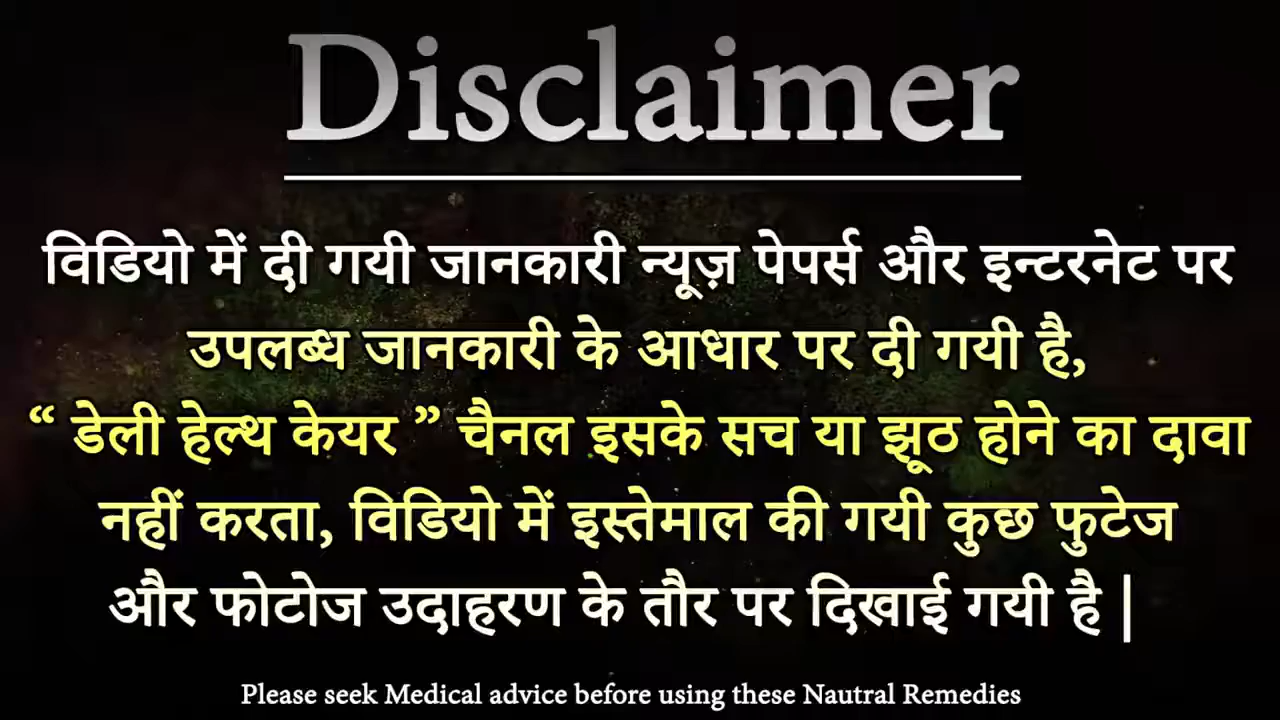 Disclaimer
विडियो में दी गयी जानकारी न्यूज़ पेपर्स और इन्टरनेट पर
उपलब्ध जानकारी के आधार पर दी गयी है,
“ डेली हेल्थ केयर ” चैनल इसके सच या झूठ होने का दावा
नहीं करता, विडियो में इस्तेमाल की गयी कुछ फुटेज
और फोटोज उदाहरण के तौर पर दिखाई गयी है |
Please seek Medical advice before using these Nautral Remedies